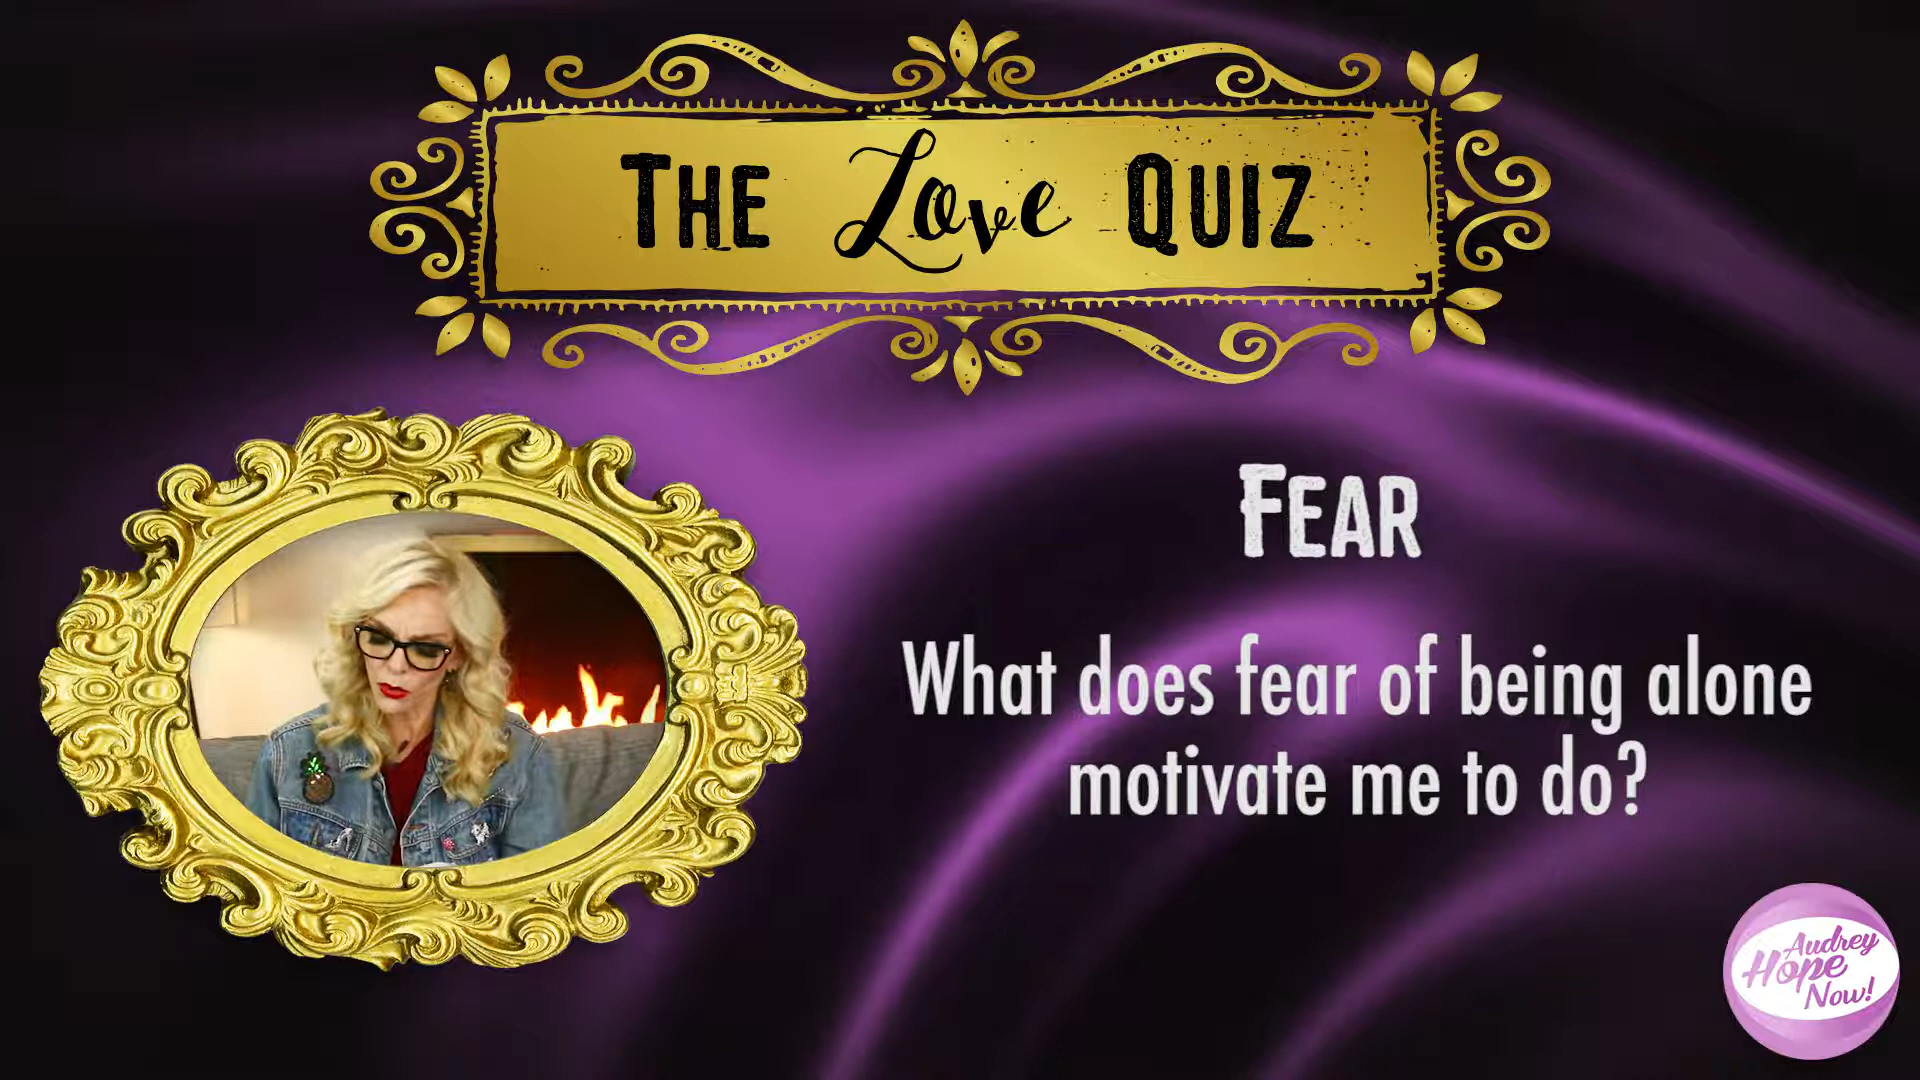 The Love Quiz
Fear
What does fear of being alone
motivate me to do?
Audrey
Hope
Now!